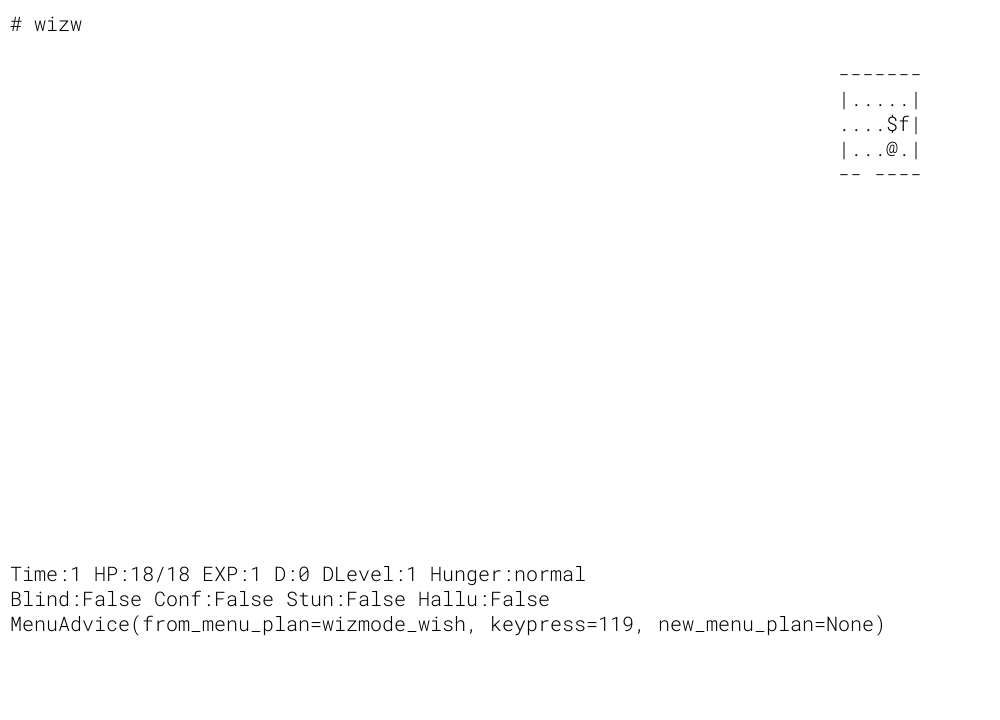 # wizw
-------
|.....|
....$f|
|...@.|
-- ----
Time:1 HP:18/18 EXP:1 D:0 DLevel:1 Hunger:normal
Blind:False Conf:False Stun:False Hallu:False
MenuAdvice(from_menu_plan=wizmode_wish, keypress=119, new_menu_plan=None)